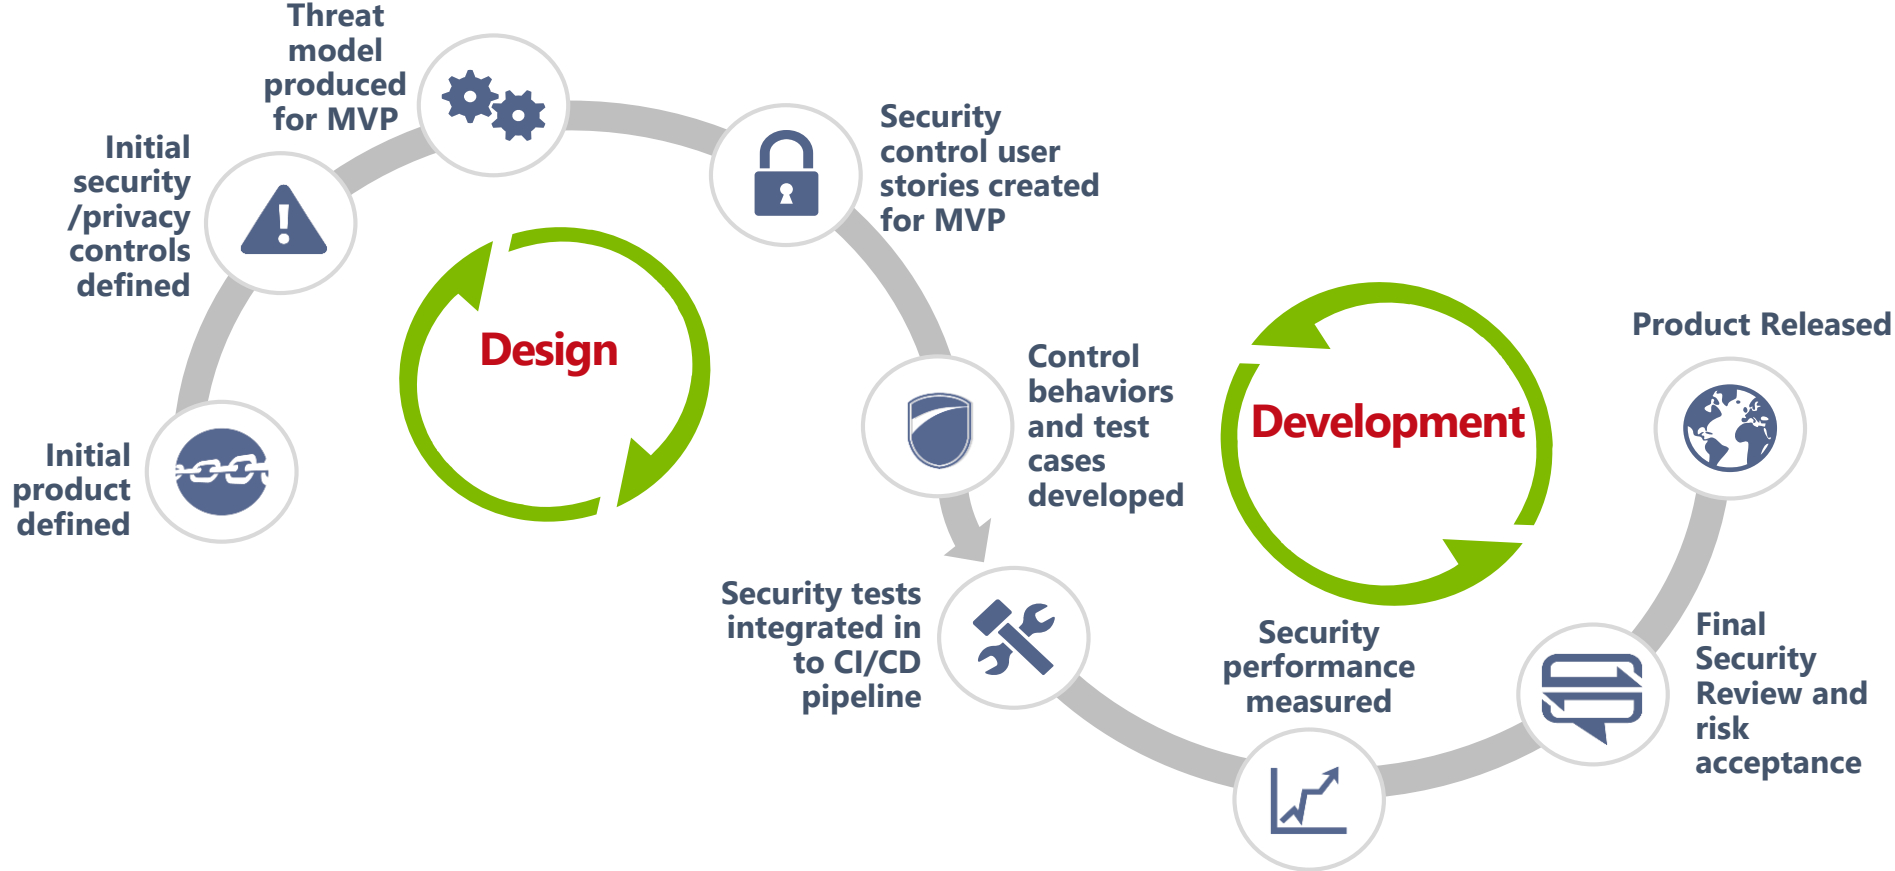 Initial
product
defined
Initial
security
/privacy
controls
defined
Threat
model
produced
for MVP
Security
control user
stories created
for MVP
Design
Control
behaviors
and test
cases
developed
Security tests
integrated in
to CI/CD
pipeline
Development
Security
performance
measured
Final
Security
Review and
risk
acceptance
Product Released